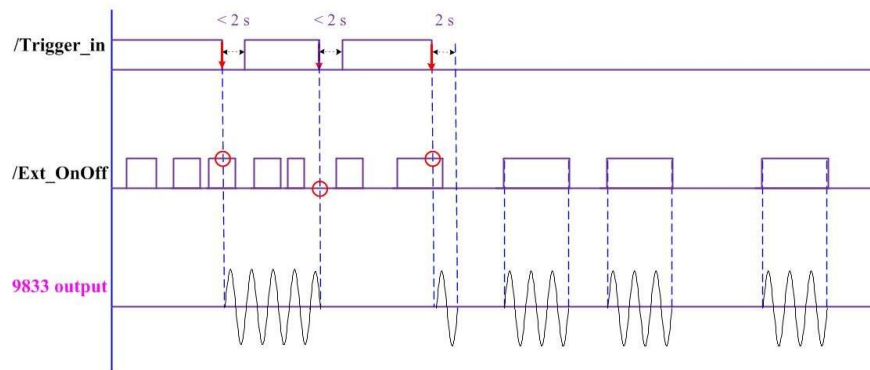 < 2 s
< 2 s
2 s
/Trigger_in
/Ext_OnOff
9833 output